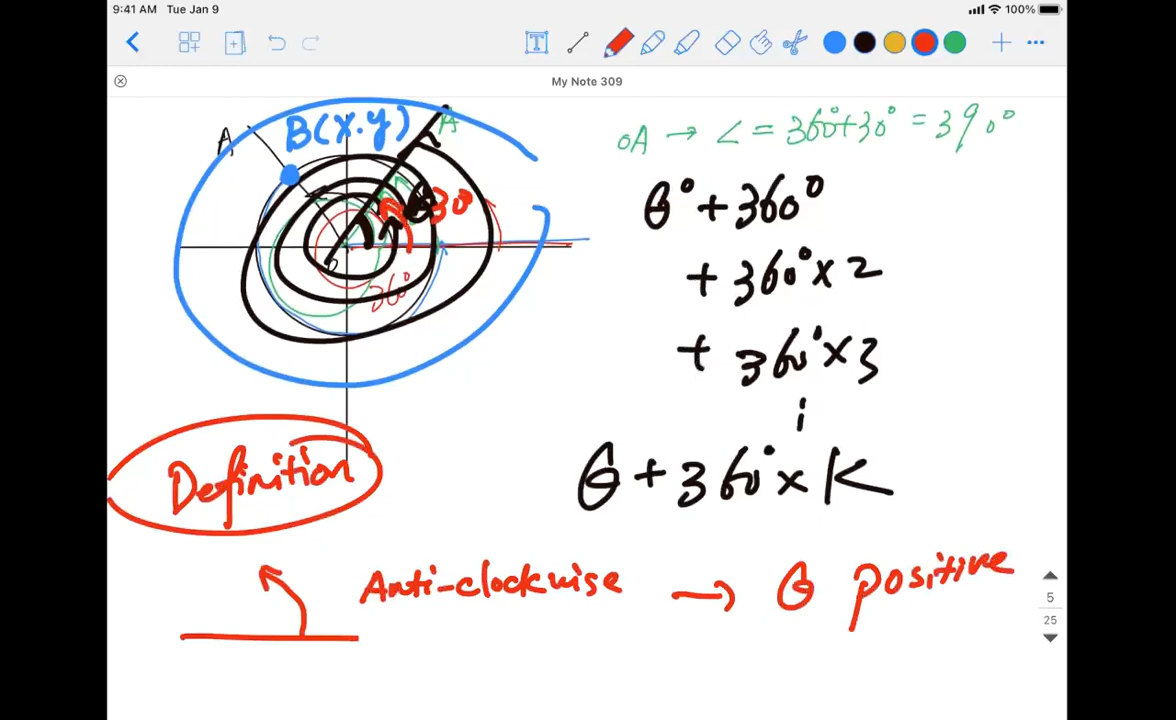 9:41 AM Tue Jan 9
100%
T
My Note 309
A
B(x.y)
A
OA → ∠ = 360°+30° = 390°
θ 30°
O
360°
θ°+360°
+ 360°×2
+ 360°×3
⋮
θ+360°×K
Definition
Anti-clockwise → θ positive
5
25